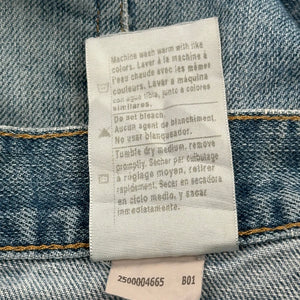 Machine wash warm with like
colors. Laver à la machine à
l'eau chaude avec les mêmes
couleurs. Lavar a máquina
con agua tibia, junto a colores
similares.
Do not bleach.
Aucun agent de blanchiment.
No usar blanqueador.
Tumble dry medium, remove
promptly. Sécher par culbutage
à réglage moyen, retirer
rapidement. Secar en secadora
en ciclo medio, y sacar
inmediatamente.
2500004665 B01